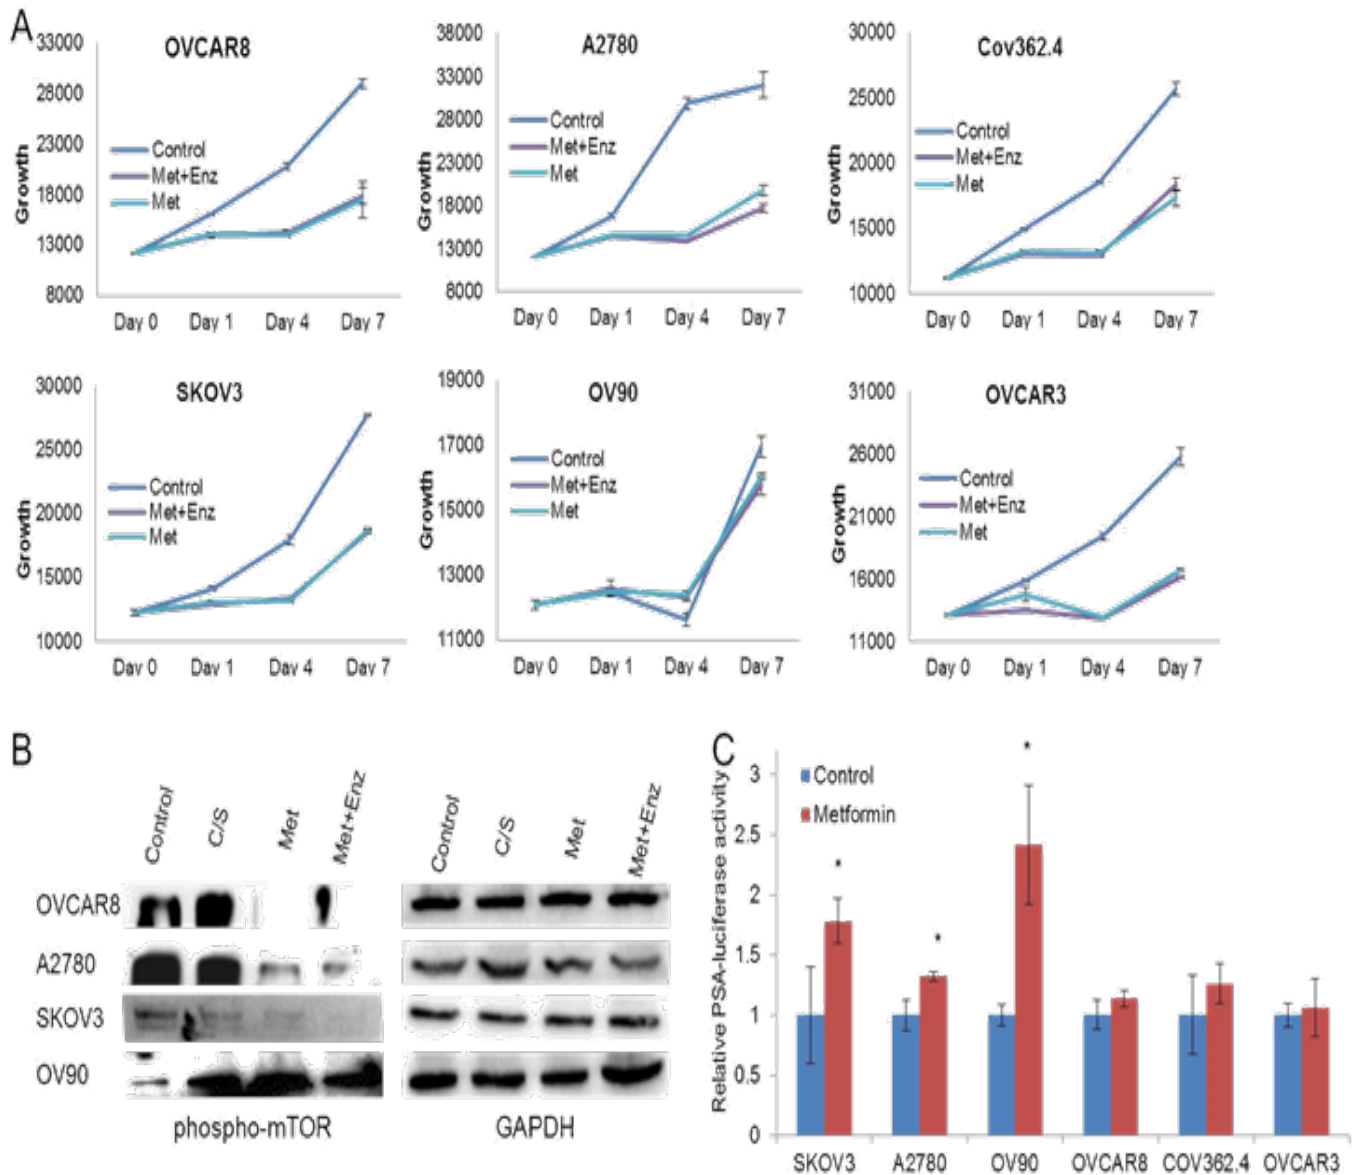 A
OVCAR8
33000
28000
23000
18000
13000
8000
Growth
Control
Met+Enz
Met
Day 0 Day 1 Day 4 Day 7
A2780
38000
33000
28000
23000
18000
13000
8000
Growth
Control
Met+Enz
Met
Day 0 Day 1 Day 4 Day 7
Cov362.4
30000
25000
20000
15000
10000
Growth
Control
Met+Enz
Met
Day 0 Day 1 Day 4 Day 7
SKOV3
30000
25000
20000
15000
10000
Growth
Control
Met+Enz
Met
Day 0 Day 1 Day 4 Day 7
OV90
19000
17000
15000
13000
11000
Growth
Control
Met+Enz
Met
Day 0 Day 1 Day 4 Day 7
OVCAR3
31000
26000
21000
16000
11000
Growth
Control
Met+Enz
Met
Day 0 Day 1 Day 4 Day 7
B
Control C/S Met Met+Enz
Control C/S Met Met+Enz
OVCAR8
A2780
SKOV3
OV90
phospho-mTOR GAPDH
C
Relative PSA-luciferase activity
3
2.5
2
1.5
1
0.5
0
Control
Metformin
* * *
SKOV3 A2780 OV90 OVCAR8 COV362.4 OVCAR3